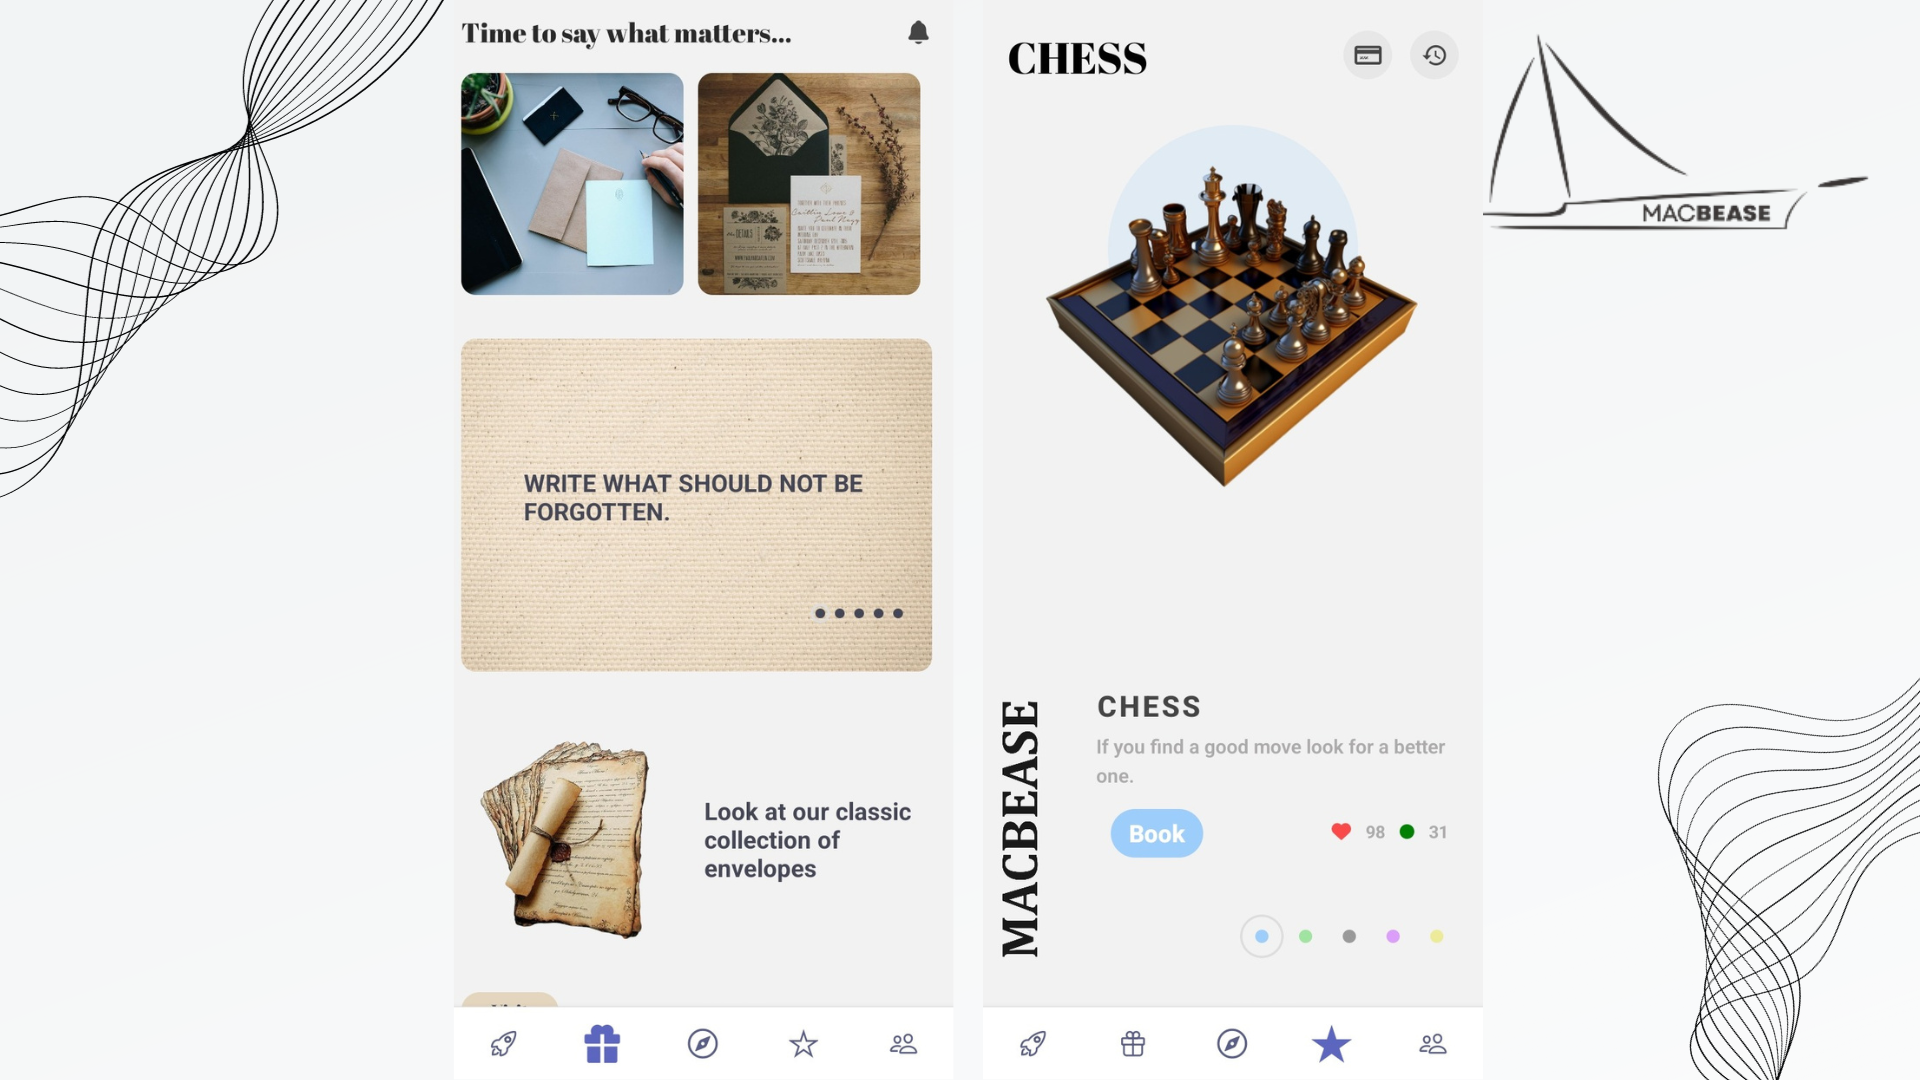 Time to say what matters...
WRITE WHAT SHOULD NOT BE
FORGOTTEN.
Look at our classic
collection of
envelopes
CHESS
MACBEASE
CHESS
If you find a good move look for a better
one.
Book
98
31
MACBEASE